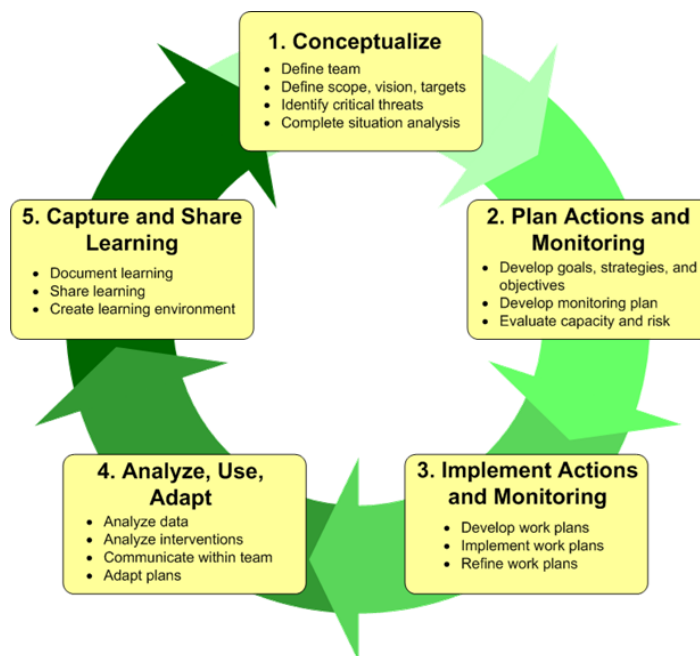 1. Conceptualize
• Define team
• Define scope, vision, targets
• Identify critical threats
• Complete situation analysis
2. Plan Actions and
Monitoring
• Develop goals, strategies, and
objectives
• Develop monitoring plan
• Evaluate capacity and risk
3. Implement Actions
and Monitoring
• Develop work plans
• Implement work plans
• Refine work plans
4. Analyze, Use,
Adapt
• Analyze data
• Analyze interventions
• Communicate within team
• Adapt plans
5. Capture and Share
Learning
• Document learning
• Share learning
• Create learning environment